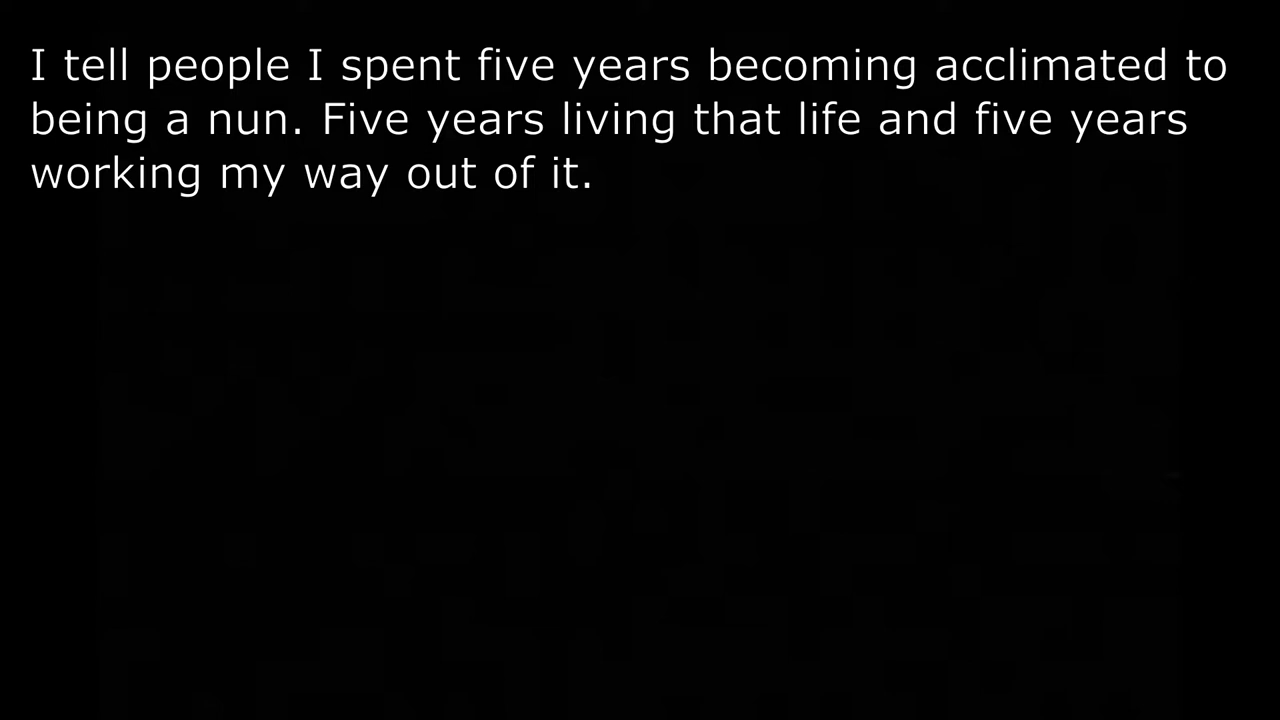 I tell people I spent five years becoming acclimated to
being a nun. Five years living that life and five years
working my way out of it.